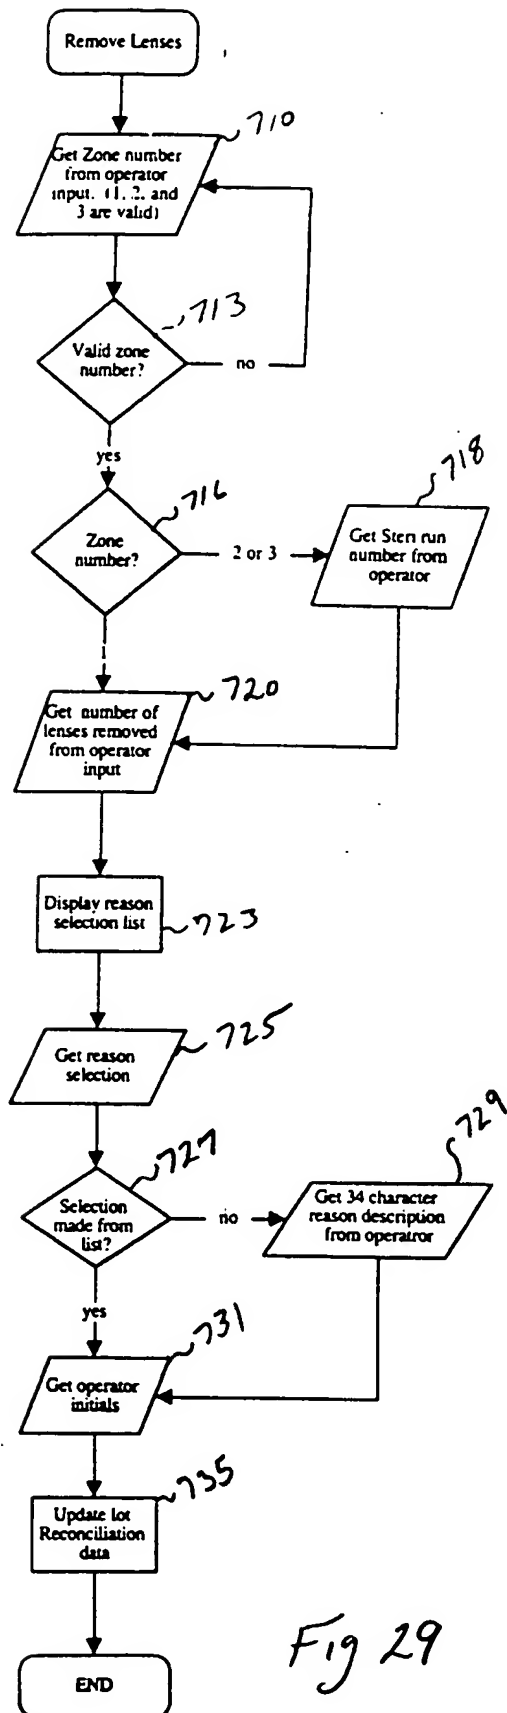 Remove Lenses
710
Get Zone number
from operator
input. (1, 2, and
3 are valid)
713
Valid zone
number?
no
yes
716
718
Zone
number?
2 or 3
Get Steri run
number from
operator
720
Get number of
lenses removed
from operator
input
Display reason
selection list
723
725
Get reason
selection
727
729
Selection
made from
list?
no
Get 34 character
reason description
from operatror
yes
731
Get operator
initials
735
Update lot
Reconciliation
data
END
Fig 29